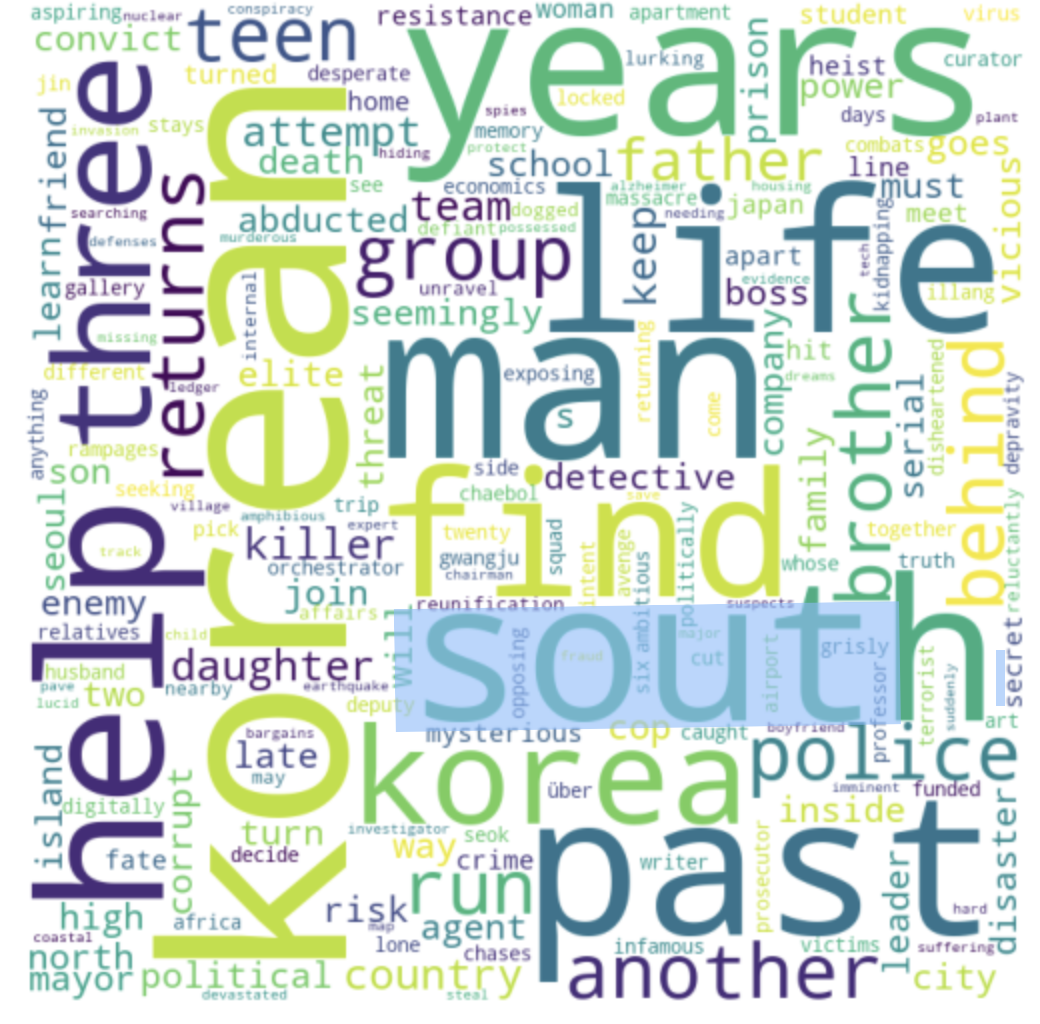 aspiring
nuclear
conspiracy
resistance
woman
apartment
student
virus
convict
teen
years
lurking
prison
heist
curator
jin
turned
desperate
power
locked
home
spies
days
plant
friend
invasion
stays
korean
attempt
memory
protect
hiding
death
school
father
combats
goes
line
three
learn
see
economics
alzheimer
housing
must
searching
returns
abducted
team
dogged
massacre
needing
japan
meet
vicious
defenses
murderous
defiant
possessed
life
keep
kidnapping
tech
group
apart
gallery
internal
unravel
evidence
boss
illang
seemingly
missing
man
returning
company
hit
brother
different
elite
exposing
dreams
ledger
threat
s
come
serial
disheartened
behind
depravity
anything
rampages
family
son
side
detective
seeking
chaebol
save
village
amphibious
trip
find
seoul
pick
expert
twenty
squad
politically
together
track
killer
gwangju
intent
avenge
help
orchestrator
chairman
whose
truth
reluctantly
join
six
ambitious
enemy
affairs
reunification
suspects
relatives
child
will
south
opposing
major
grisly
fraud
cut
airport
professor
terrorist
suddenly
secret
husband
daughter
pave
two
nearby
earthquake
lucid
deputy
art
bargains
mysterious
cop
caught
boyfriend
late
korea
police
island
may
über
imminent
funded
digitally
corrupt
inside
turn
investigator
seok
past
disaster
fate
decide
way
crime
writer
prosecutor
leader
run
high
africa
risk
map
agent
hard
coastal
lone
chases
infamous
victims
suffering
north
mayor
political
country
another
city
devastated
steal